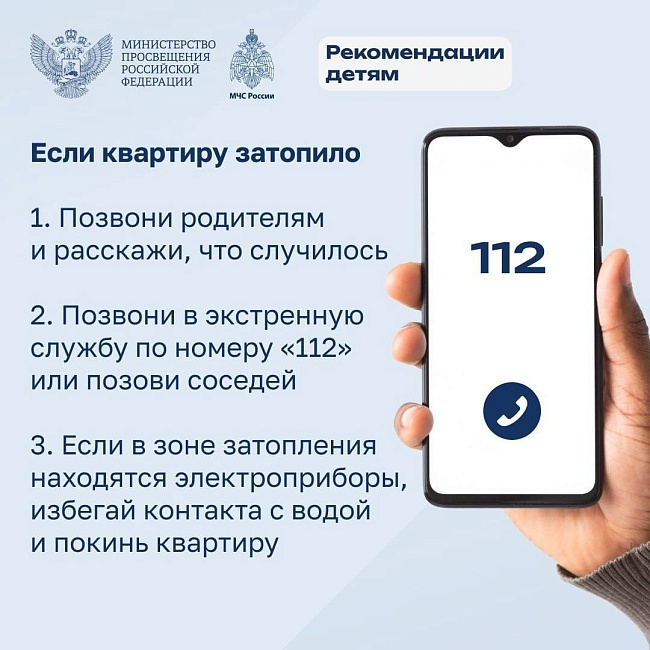 МИНИСТЕРСТВО
ПРОСВЕЩЕНИЯ
РОССИЙСКОЙ
ФЕДЕРАЦИИ
МЧС России
Рекомендации
детям
Если квартиру затопило
1. Позвони родителям
и расскажи, что случилось
2. Позвони в экстренную
службу по номеру «112»
или позови соседей
3. Если в зоне затопления
находятся электроприборы,
избегай контакта с водой
и покинь квартиру
112